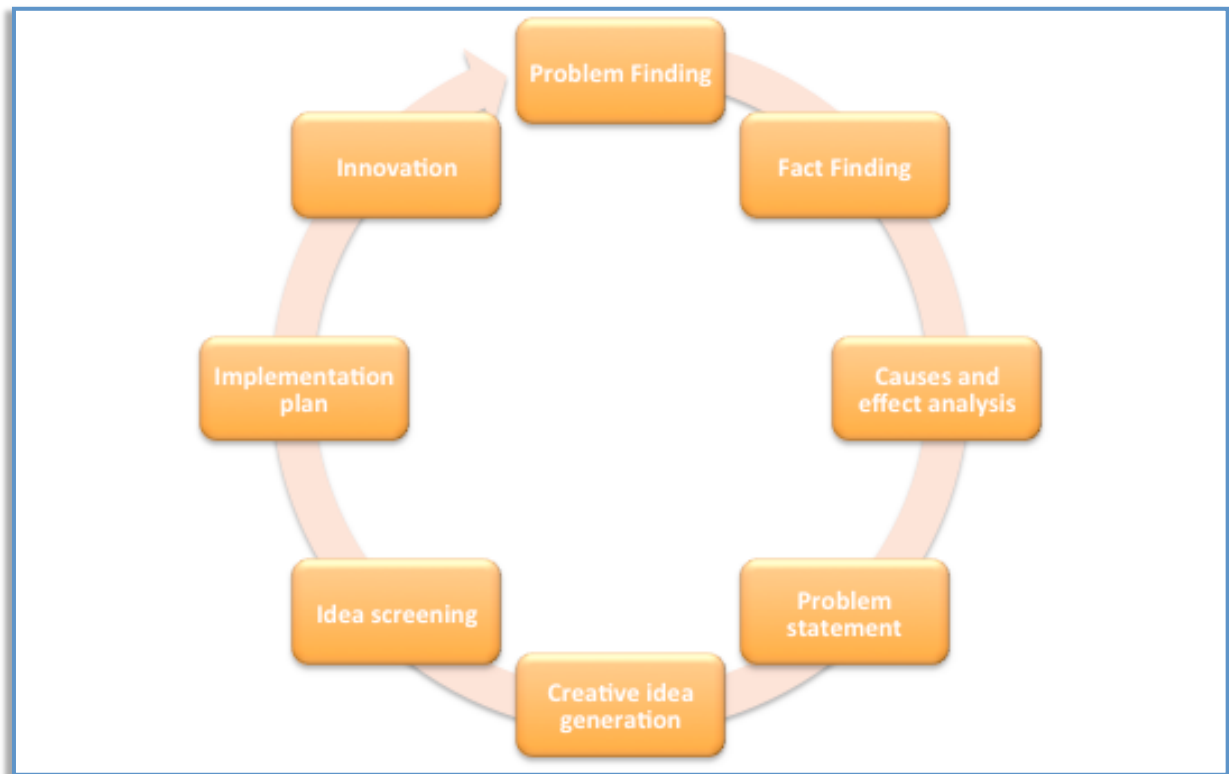 Problem Finding
Fact Finding
Causes and
effect analysis
Problem
statement
Creative idea
generation
Idea screening
Implementation
plan
Innovation